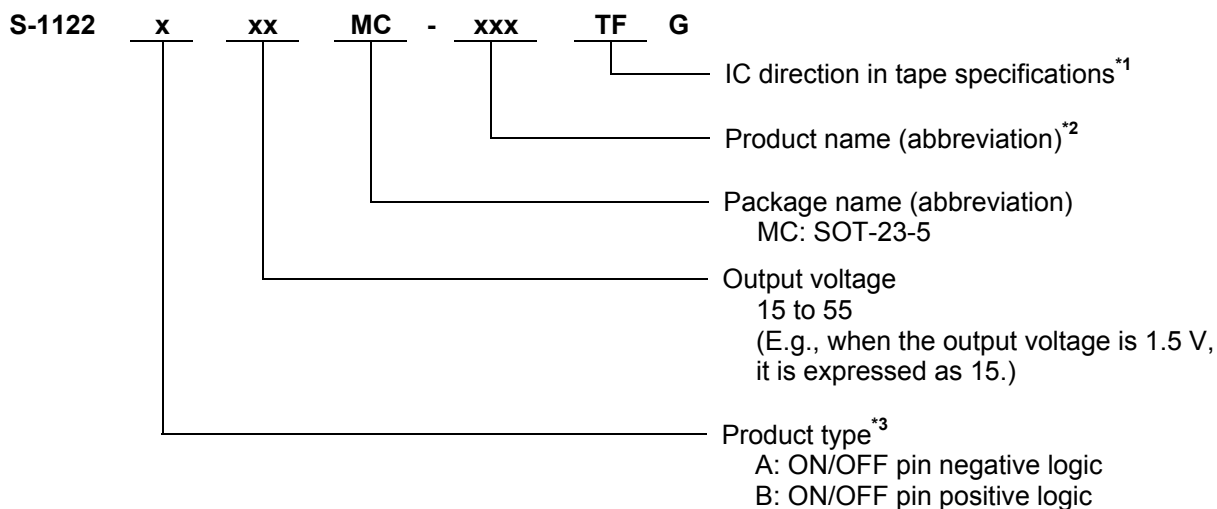 S-1122 x xx MC - xxx TF G
IC direction in tape specifications*1
Product name (abbreviation)*2
Package name (abbreviation)
MC: SOT-23-5
Output voltage
15 to 55
(E.g., when the output voltage is 1.5 V,
it is expressed as 15.)
Product type*3
A: ON/OFF pin negative logic
B: ON/OFF pin positive logic